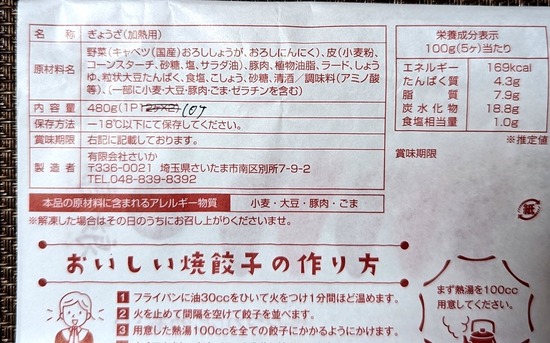 名　称　ぎょうざ(加熱用)
原材料名　野菜(キャベツ(国産)おろししょうが、おろしにんにく)、皮(小麦粉、
コーンスターチ、砂糖、塩、サラダ油)、豚肉、植物油脂、ラード、しょう
ゆ、粒状大豆たんぱく、食塩、こしょう、砂糖、清酒／調味料(アミノ酸
等)、(一部に小麦・大豆・豚肉・ごま・ゼラチンを含む)
内容量　480g(1P 12ケ×2) 10ケ
保存方法　−18℃以下にて保存してください。
賞味期限　右記に記載しております。
製造者　有限会社さいか
〒336-0021　埼玉県さいたま市南区別所7-9-2
TEL.048-839-8392
本品の原材料に含まれるアレルギー物質　小麦・大豆・豚肉・ごま
※解凍した場合はその日のうちにお召し上がりくださいませ。
栄養成分表示
100g(5ヶ)当たり
エネルギー　169kcal
たんぱく質　4.3g
脂質　7.9g
炭水化物　18.8g
食塩相当量　1.0g
※推定値
賞味期限
紙
おいしい焼餃子の作り方
1 フライパンに油30ccをひいて火をつけ1分間ほど温めます。
2 火を止めて間隔を空けて餃子を並べます。
3 用意した熱湯100ccを全ての餃子にかかるようにかけます。
まず熱湯を100cc
用意してください。